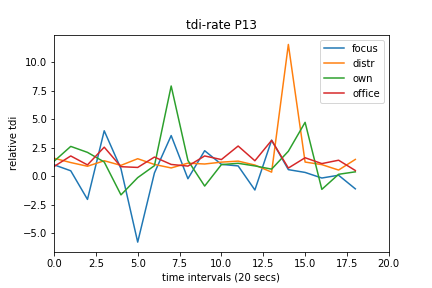 tdi-rate P13
focus
distr
own
office
relative tdi
10.0
7.5
5.0
2.5
0.0
−2.5
−5.0
0.0 2.5 5.0 7.5 10.0 12.5 15.0 17.5 20.0
time intervals (20 secs)